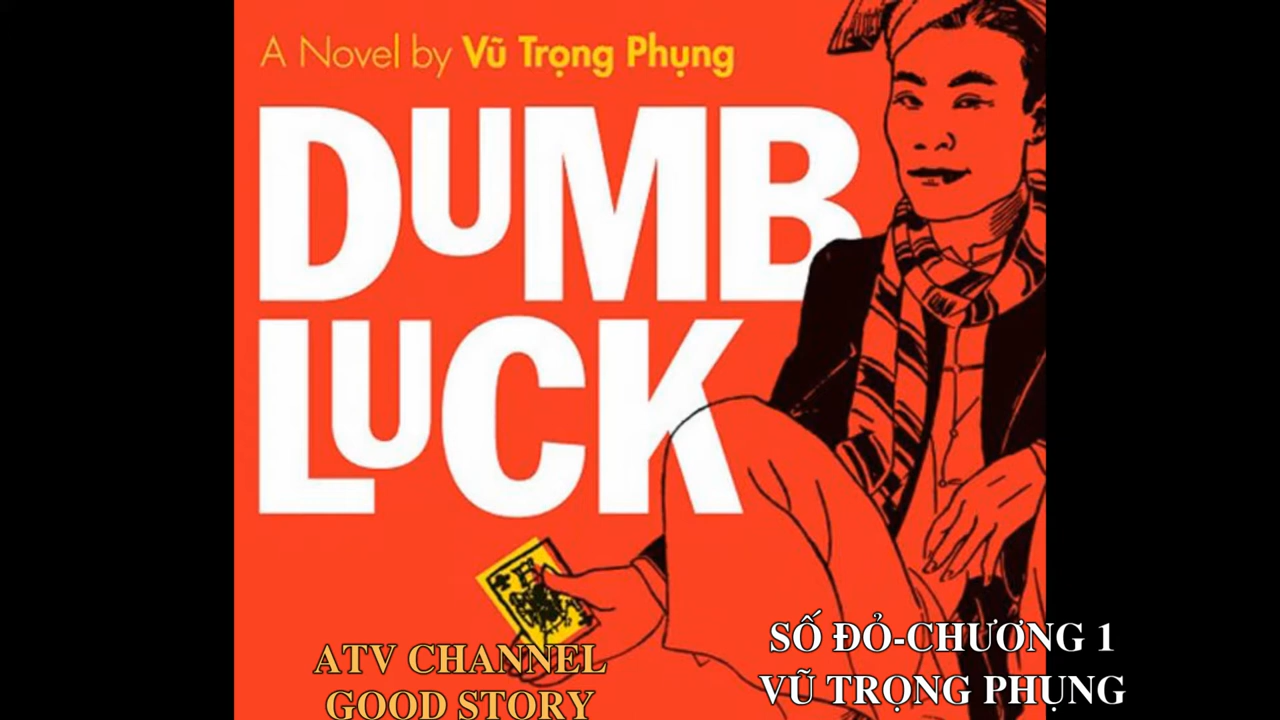 A Novel by Vũ Trọng Phụng
DUMB
LUCK
ATV CHANNEL
GOOD STORY
SỐ ĐỎ-CHƯƠNG 1
VŨ TRỌNG PHỤNG